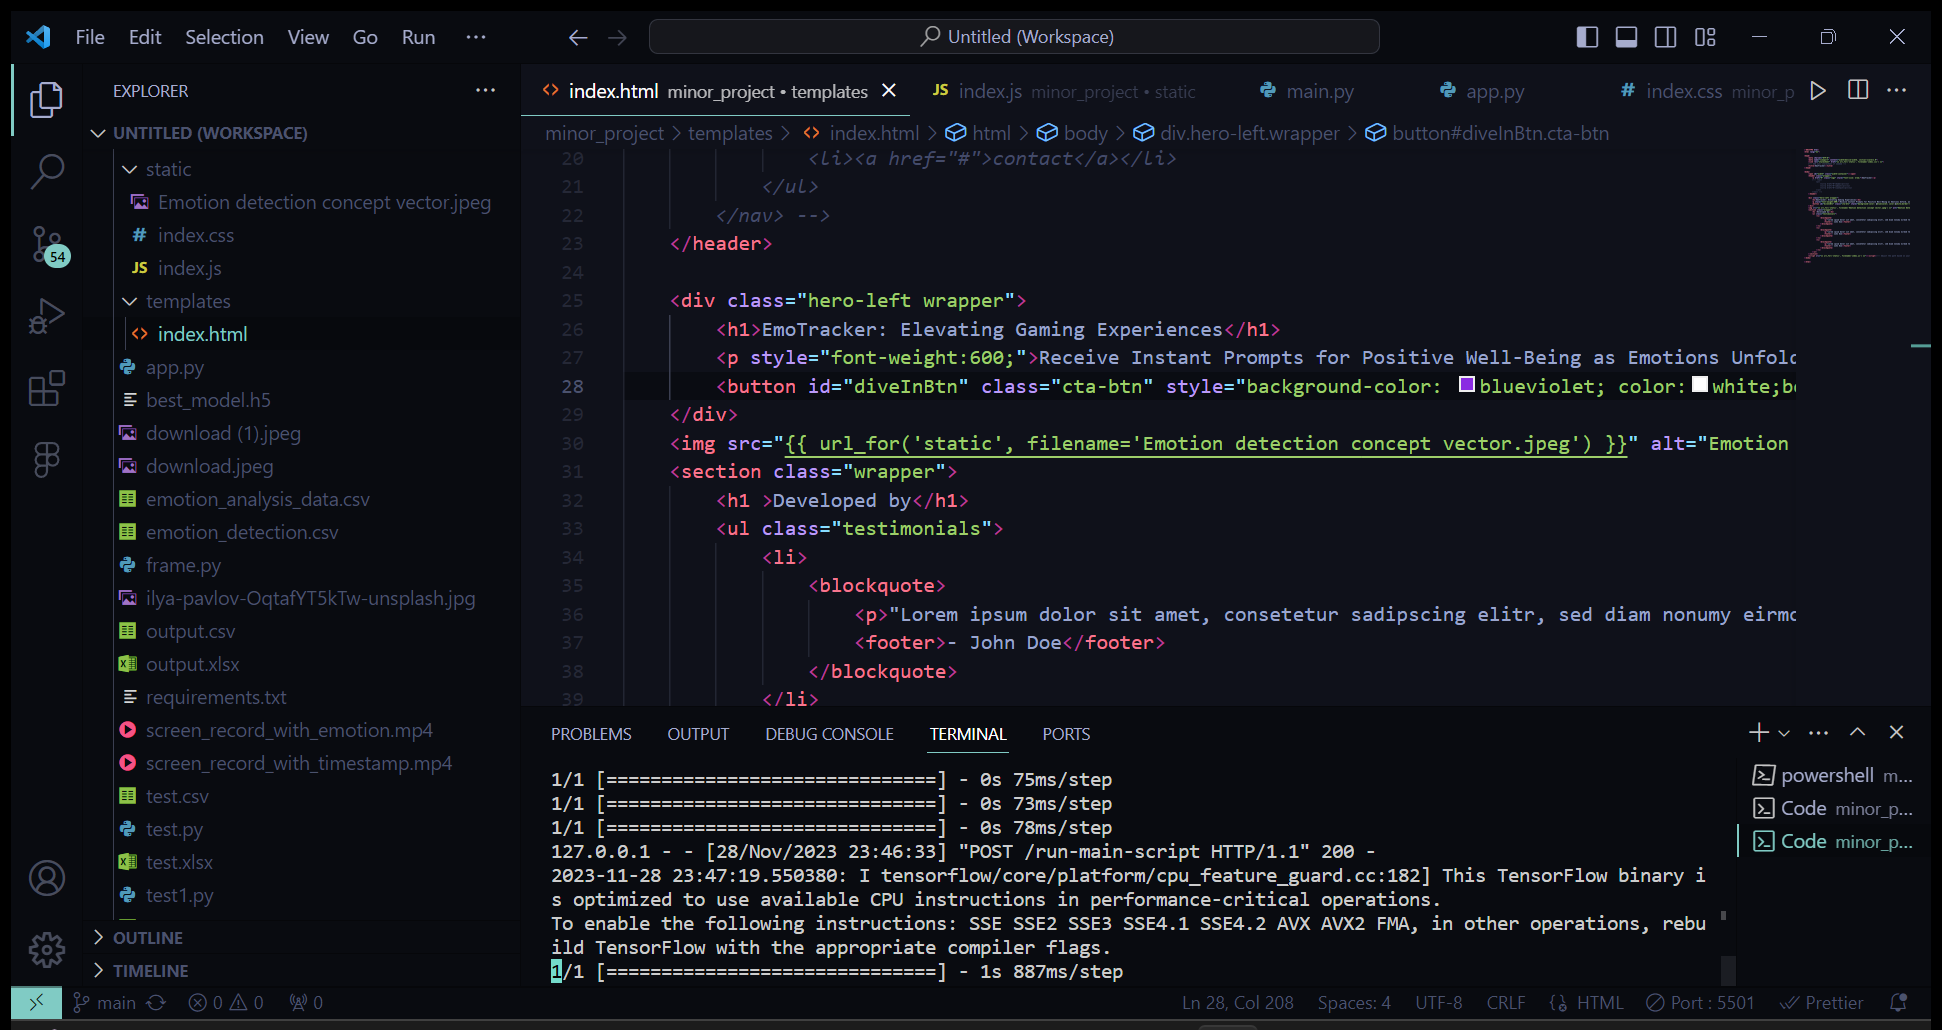 File Edit Selection View Go Run ···
Untitled (Workspace)
EXPLORER
UNTITLED (WORKSPACE)
static
Emotion detection concept vector.jpeg
# index.css
JS index.js
templates
<> index.html
app.py
best_model.h5
download (1).jpeg
download.jpeg
emotion_analysis_data.csv
emotion_detection.csv
frame.py
ilya-pavlov-OqtafYT5kTw-unsplash.jpg
output.csv
output.xlsx
requirements.txt
screen_record_with_emotion.mp4
screen_record_with_timestamp.mp4
test.csv
test.py
test.xlsx
test1.py
OUTLINE
TIMELINE
54
<> index.html minor_project • templates
JS index.js minor_project • static
main.py
app.py
# index.css minor_p
minor_project > templates > <> index.html > html > body > div.hero-left.wrapper > button#diveInBtn.cta-btn
20 <li><a href="#">contact</a></li>
21 </ul>
22 </nav> -->
23 </header>
24
25 <div class="hero-left wrapper">
26 <h1>EmoTracker: Elevating Gaming Experiences</h1>
27 <p style="font-weight:600;">Receive Instant Prompts for Positive Well-Being as Emotions Unfol
28 <button id="diveInBtn" class="cta-btn" style="background-color: blueviolet; color: white;b
29 </div>
30 <img src="{{ url_for('static', filename='Emotion detection concept vector.jpeg') }}" alt="Emotion
31 <section class="wrapper">
32 <h1 >Developed by</h1>
33 <ul class="testimonials">
34 <li>
35 <blockquote>
36 <p>"Lorem ipsum dolor sit amet, consetetur sadipscing elitr, sed diam nonumy eirm
37 <footer>- John Doe</footer>
38 </blockquote>
39 </li>
PROBLEMS OUTPUT DEBUG CONSOLE TERMINAL PORTS
1/1 [==============================] - 0s 75ms/step
1/1 [==============================] - 0s 73ms/step
1/1 [==============================] - 0s 78ms/step
127.0.0.1 - - [28/Nov/2023 23:46:33] "POST /run-main-script HTTP/1.1" 200 -
2023-11-28 23:47:19.550380: I tensorflow/core/platform/cpu_feature_guard.cc:182] This TensorFlow binary i
s optimized to use available CPU instructions in performance-critical operations.
To enable the following instructions: SSE SSE2 SSE3 SSE4.1 SSE4.2 AVX AVX2 FMA, in other operations, rebu
ild TensorFlow with the appropriate compiler flags.
1/1 [==============================] - 1s 887ms/step
powershell m...
Code minor_p...
Code minor_p...
main 0 0 0
Ln 28, Col 208 Spaces: 4 UTF-8 CRLF HTML Port : 5501 Prettier